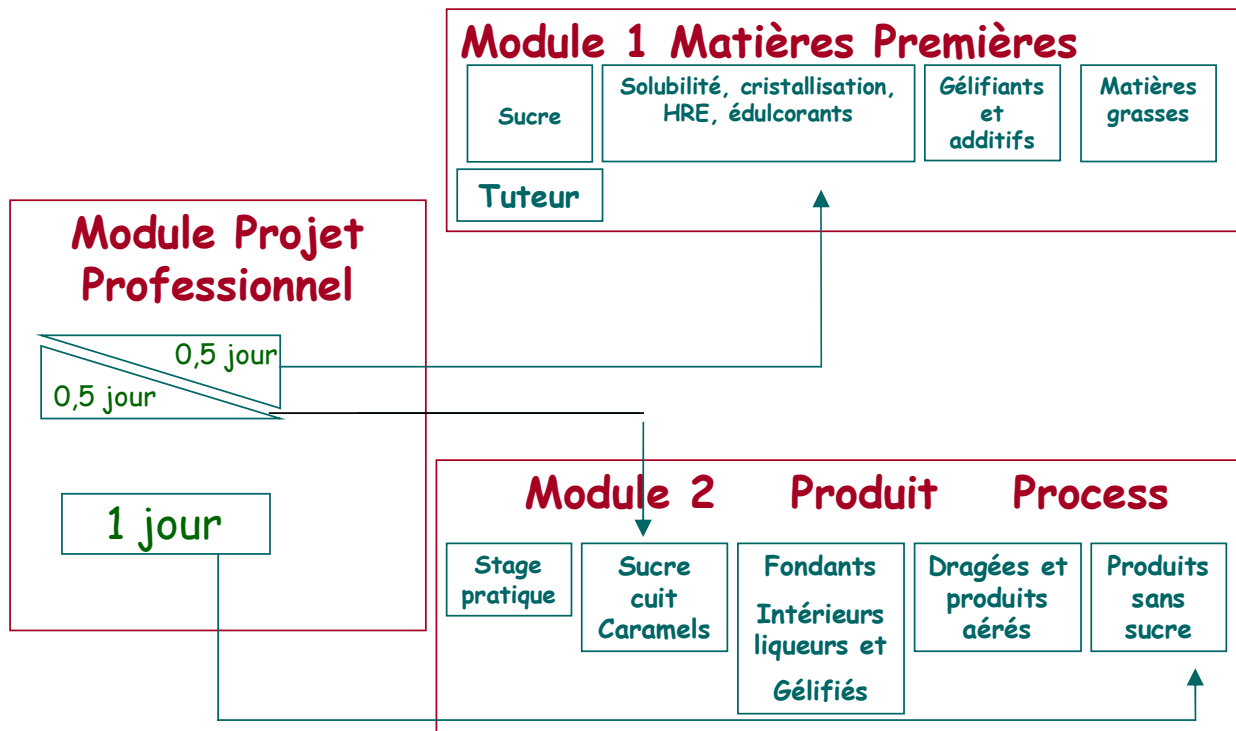 Module 1 Matières Premières
Sucre
Solubilité, cristallisation,
HRE, édulcorants
Gélifiants
et
additifs
Matières
grasses
Tuteur
Module Projet
Professionnel
0,5 jour
0,5 jour
1 jour
Module 2 Produit Process
Stage
pratique
Sucre
cuit
Caramels
Fondants
Intérieurs
liqueurs et
Gélifiés
Dragées et
produits
aérés
Produits
sans
sucre